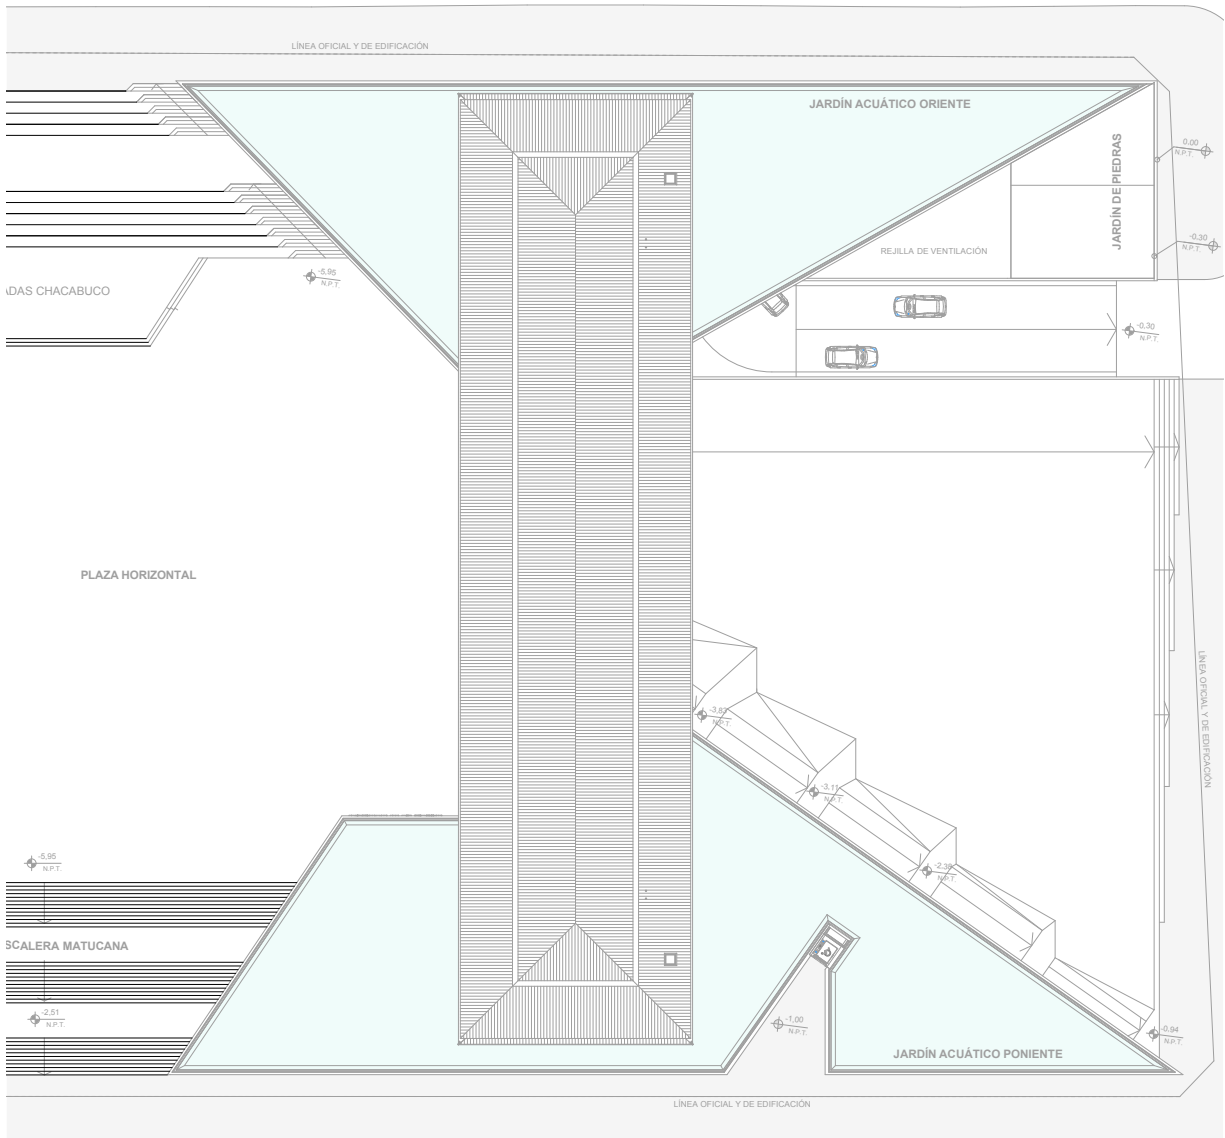 LÍNEA OFICIAL Y DE EDIFICACIÓN
JARDÍN ACUÁTICO ORIENTE
JARDÍN DE PIEDRAS
0.00
N.P.T.
-0.30
N.P.T.
REJILLA DE VENTILACIÓN
-5,95
N.P.T.
ADAS CHACABUCO
-0.30
N.P.T.
PLAZA HORIZONTAL
LÍNEA OFICIAL Y DE EDIFICACIÓN
-3,83
N.P.T.
-3,11
N.P.T.
-5,95
N.P.T.
-2,38
N.P.T.
SCALERA MATUCANA
-2,51
N.P.T.
-1,00
N.P.T.
-0,94
N.P.T.
JARDÍN ACUÁTICO PONIENTE
LÍNEA OFICIAL Y DE EDIFICACIÓN